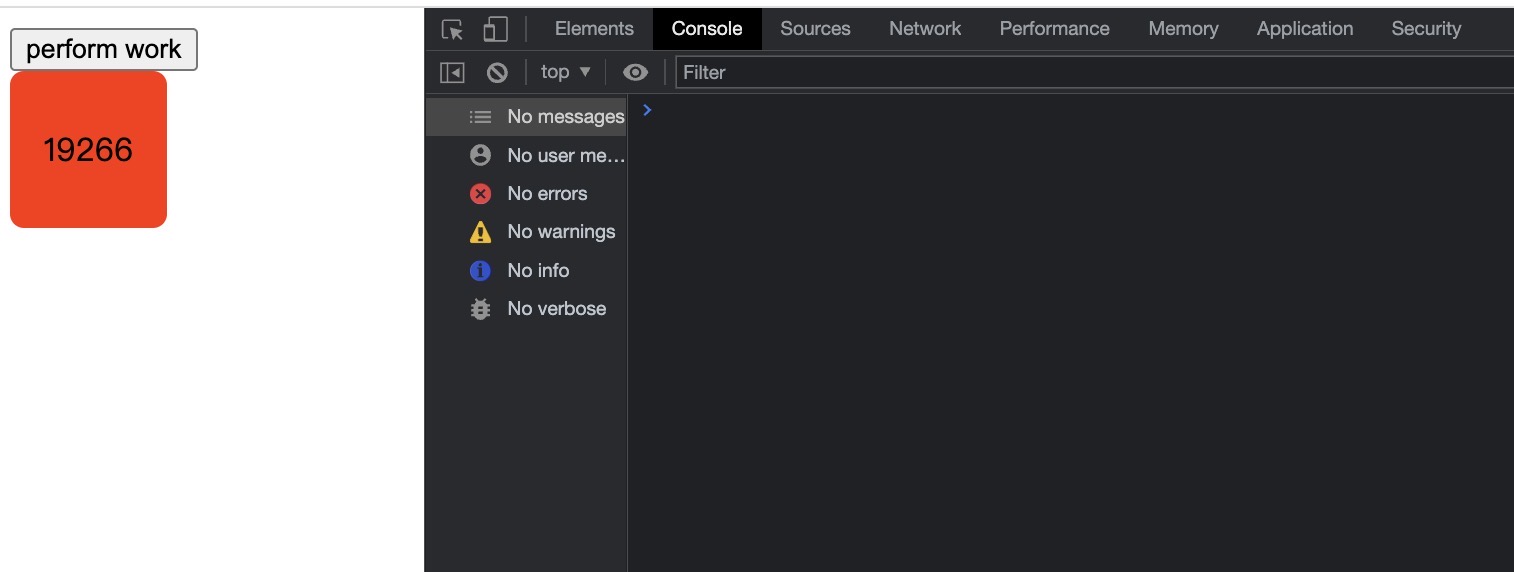 perform work
19266
Elements Console Sources Network Performance Memory Application Security
top Filter
No messages
No user me...
No errors
No warnings
No info
No verbose